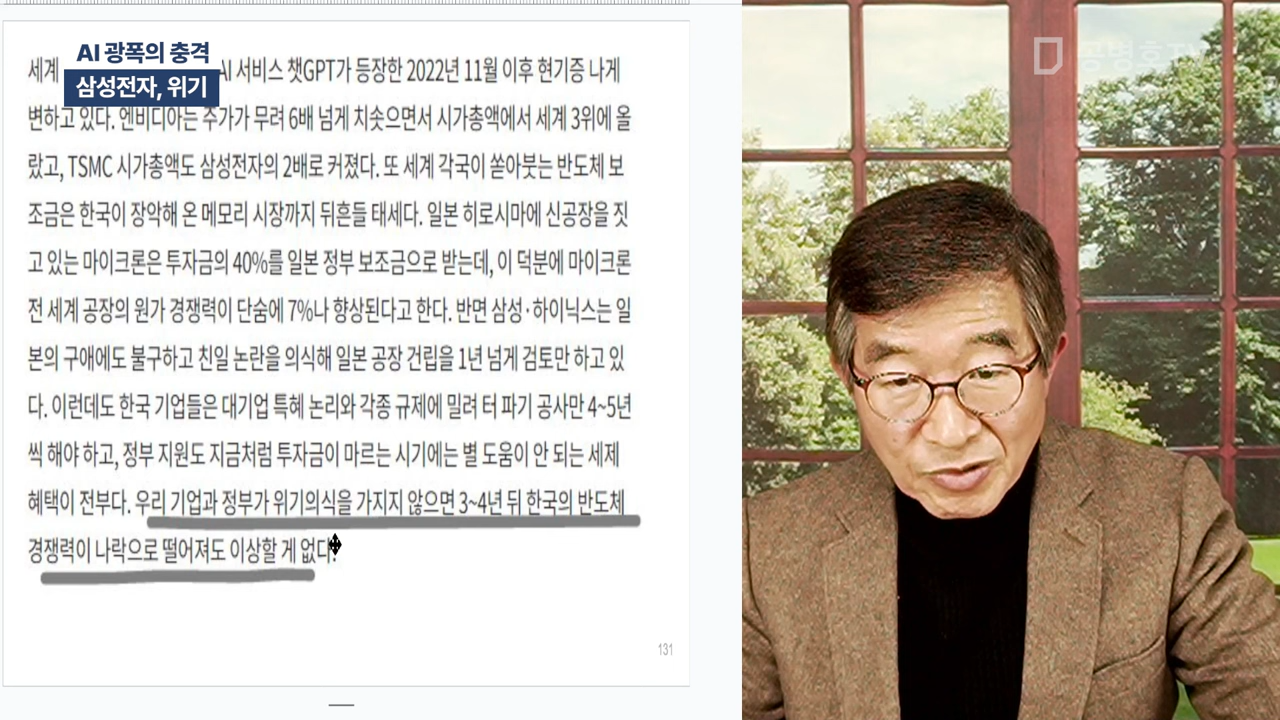 AI 광폭의 충격
삼성전자, 위기
세계 AI 서비스 챗GPT가 등장한 2022년 11월 이후 현기증 나게
변하고 있다. 엔비디아는 주가가 무려 6배 넘게 치솟으면서 시가총액에서 세계 3위에 올
랐고, TSMC 시가총액도 삼성전자의 2배로 커졌다. 또 세계 각국이 쏟아붓는 반도체 보
조금은 한국이 장악해 온 메모리 시장까지 뒤흔들 태세다. 일본 히로시마에 신공장을 짓
고 있는 마이크론은 투자금의 40%를 일본 정부 보조금으로 받는데, 이 덕분에 마이크론
전 세계 공장의 원가 경쟁력이 단숨에 7%나 향상된다고 한다. 반면 삼성·하이닉스는 일
본의 구애에도 불구하고 친일 논란을 의식해 일본 공장 건립을 1년 넘게 검토만 하고 있
다. 이런데도 한국 기업들은 대기업 특혜 논리와 각종 규제에 밀려 터 파기 공사만 4~5년
씩 해야 하고, 정부 지원도 지금처럼 투자금이 마르는 시기에는 별 도움이 안 되는 세제
혜택이 전부다. 우리 기업과 정부가 위기의식을 가지지 않으면 3~4년 뒤 한국의 반도체
경쟁력이 나락으로 떨어져도 이상할 게 없다.
131
공병호TV